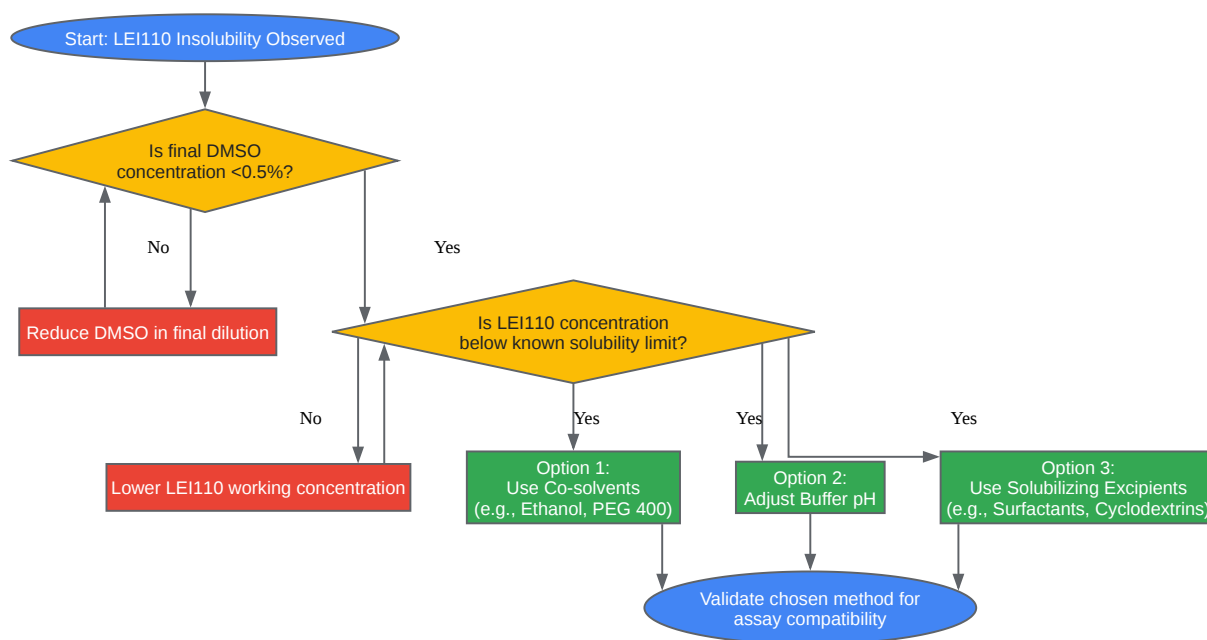 Start: LEI110 Insolubility Observed
Is final DMSO
concentration <0.5%?
No
Yes
Reduce DMSO in final dilution
Is LEI110 concentration
below known solubility limit?
No
Yes
Yes
Yes
Lower LEI110 working concentration
Option 1:
Use Co-solvents
(e.g., Ethanol, PEG 400)
Option 2:
Adjust Buffer pH
Option 3:
Use Solubilizing Excipients
(e.g., Surfactants, Cyclodextrins)
Validate chosen method for
assay compatibility